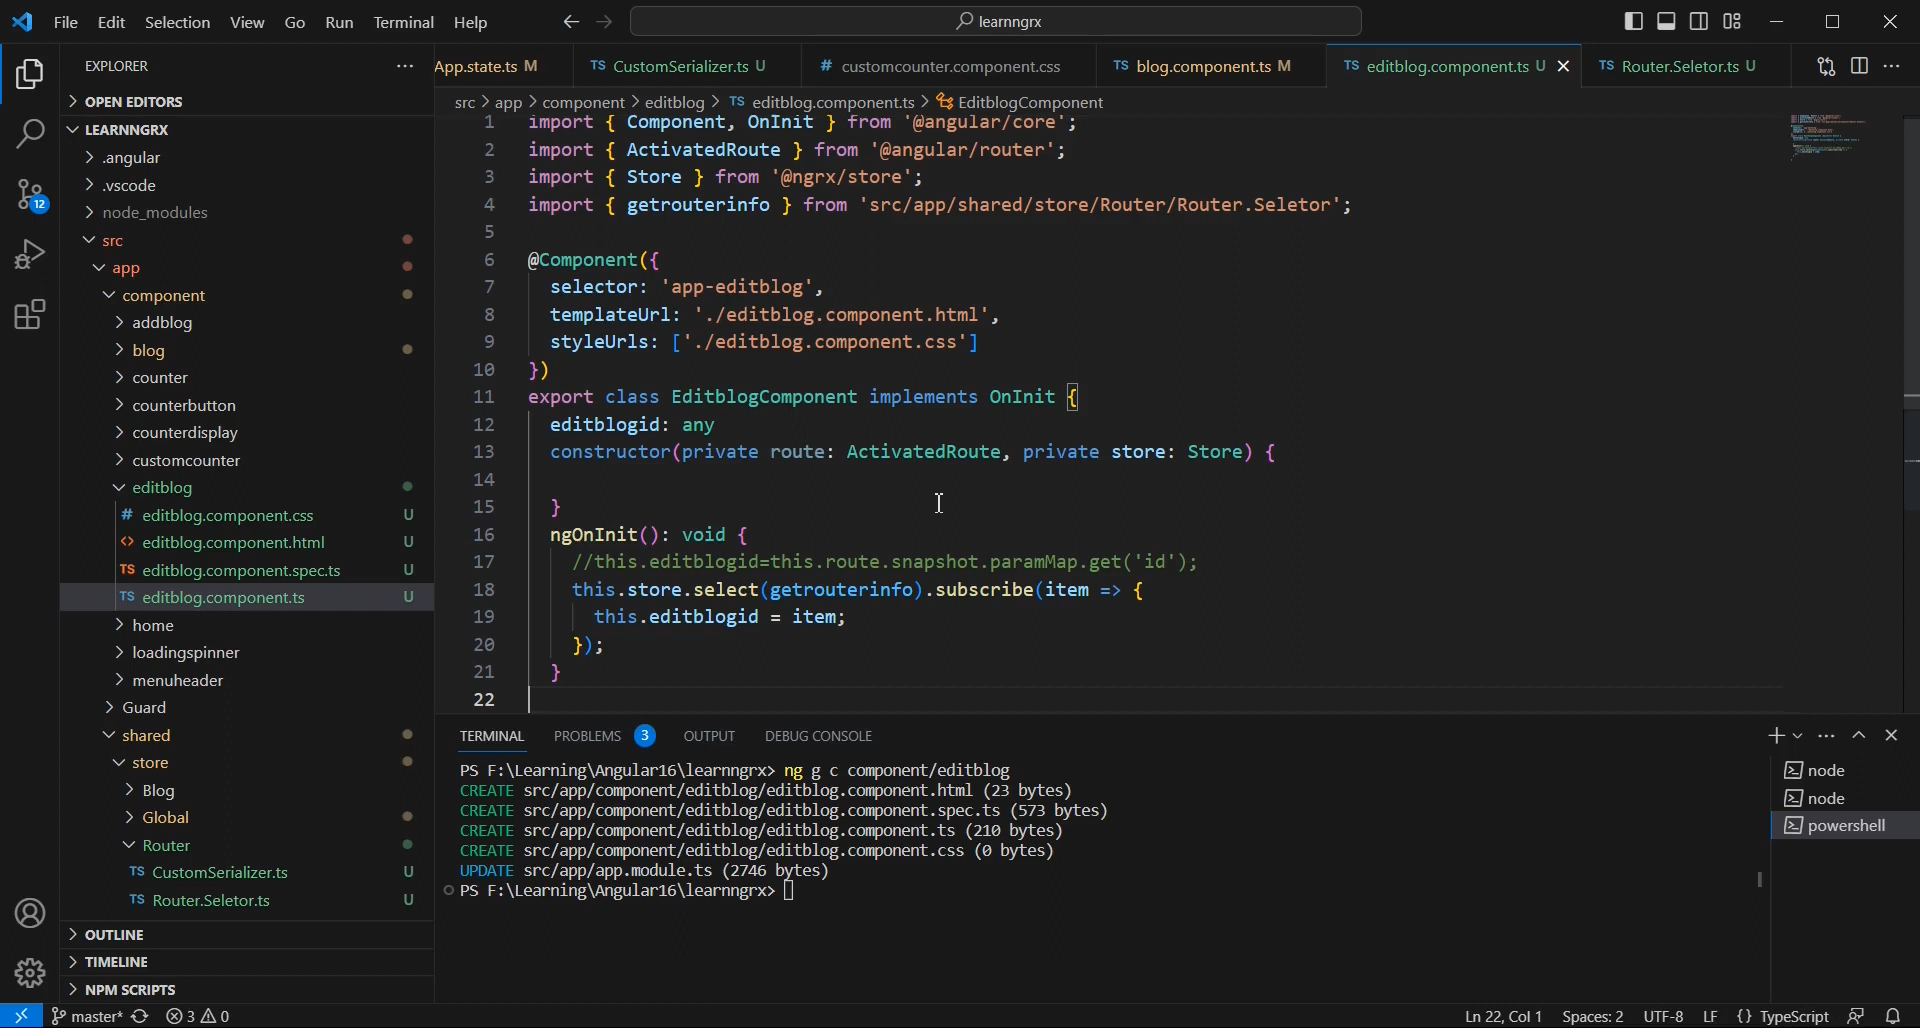 File Edit Selection View Go Run Terminal Help
learngrx
EXPLORER
OPEN EDITORS
LEARNNGRX
.angular
.vscode
node_modules
src
app
component
addblog
blog
counter
counterbutton
counterdisplay
customcounter
editblog
# editblog.component.css U
<> editblog.component.html U
TS editblog.component.spec.ts U
TS editblog.component.ts U
home
loadingspinner
menuheader
Guard
shared
store
Blog
Global
Router
TS CustomSerializer.ts U
TS Router.Seletor.ts U
OUTLINE
TIMELINE
NPM SCRIPTS
12
App.state.ts M
TS CustomSerializer.ts U
# customcounter.component.css
TS blog.component.ts M
TS editblog.component.ts U
TS Router.Seletor.ts U
src > app > component > editblog > TS editblog.component.ts > EditblogComponent
1 import { Component, OnInit } from '@angular/core';
2 import { ActivatedRoute } from '@angular/router';
3 import { Store } from '@ngrx/store';
4 import { getrouterinfo } from 'src/app/shared/store/Router/Router.Seletor';
5
6 @Component({
7 selector: 'app-editblog',
8 templateUrl: './editblog.component.html',
9 styleUrls: ['./editblog.component.css']
10 })
11 export class EditblogComponent implements OnInit {
12 editblogid: any
13 constructor(private route: ActivatedRoute, private store: Store) {
14
15 }
16 ngOnInit(): void {
17 //this.editblogid=this.route.snapshot.paramMap.get('id');
18 this.store.select(getrouterinfo).subscribe(item => {
19 this.editblogid = item;
20 });
21 }
22
TERMINAL PROBLEMS 3 OUTPUT DEBUG CONSOLE
PS F:\Learning\Angular16\learnngrx> ng g c component/editblog
CREATE src/app/component/editblog/editblog.component.html (23 bytes)
CREATE src/app/component/editblog/editblog.component.spec.ts (573 bytes)
CREATE src/app/component/editblog/editblog.component.ts (210 bytes)
CREATE src/app/component/editblog/editblog.component.css (0 bytes)
UPDATE src/app/app.module.ts (2746 bytes)
PS F:\Learning\Angular16\learnngrx>
node
node
powershell
master* 3 0
Ln 22, Col 1 Spaces: 2 UTF-8 LF {} TypeScript